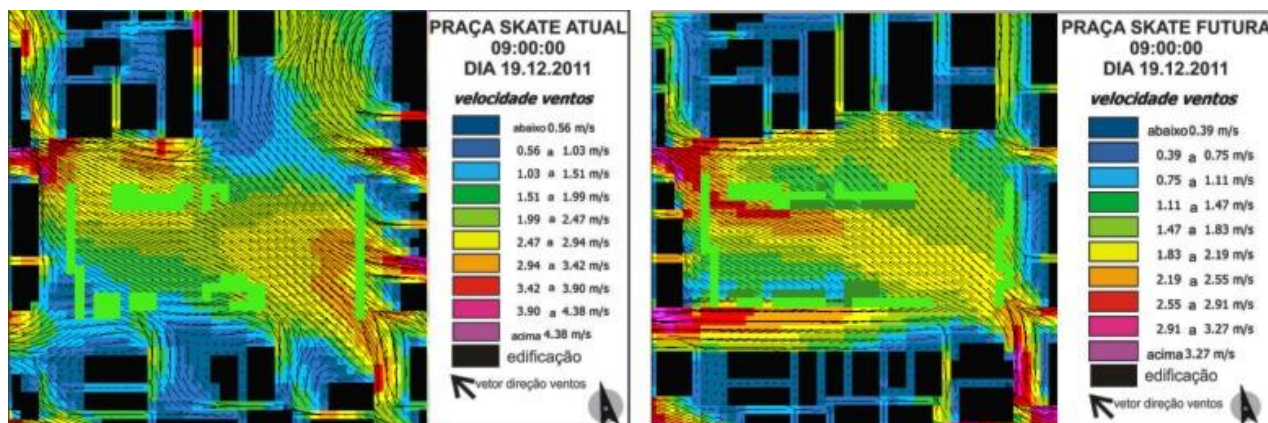 PRAÇA SKATE ATUAL
09:00:00
DIA 19.12.2011
velocidade ventos
abaixo 0.56 m/s
0.56 a 1.03 m/s
1.03 a 1.51 m/s
1.51 a 1.99 m/s
1.99 a 2.47 m/s
2.47 a 2.94 m/s
2.94 a 3.42 m/s
3.42 a 3.90 m/s
3.90 a 4.38 m/s
acima 4.38 m/s
edificação
vetor direção ventos
PRAÇA SKATE FUTURA
09:00:00
DIA 19.12.2011
velocidade ventos
abaixo 0.39 m/s
0.39 a 0.75 m/s
0.75 a 1.11 m/s
1.11 a 1.47 m/s
1.47 a 1.83 m/s
1.83 a 2.19 m/s
2.19 a 2.55 m/s
2.55 a 2.91 m/s
2.91 a 3.27 m/s
acima 3.27 m/s
edificação
vetor direção ventos